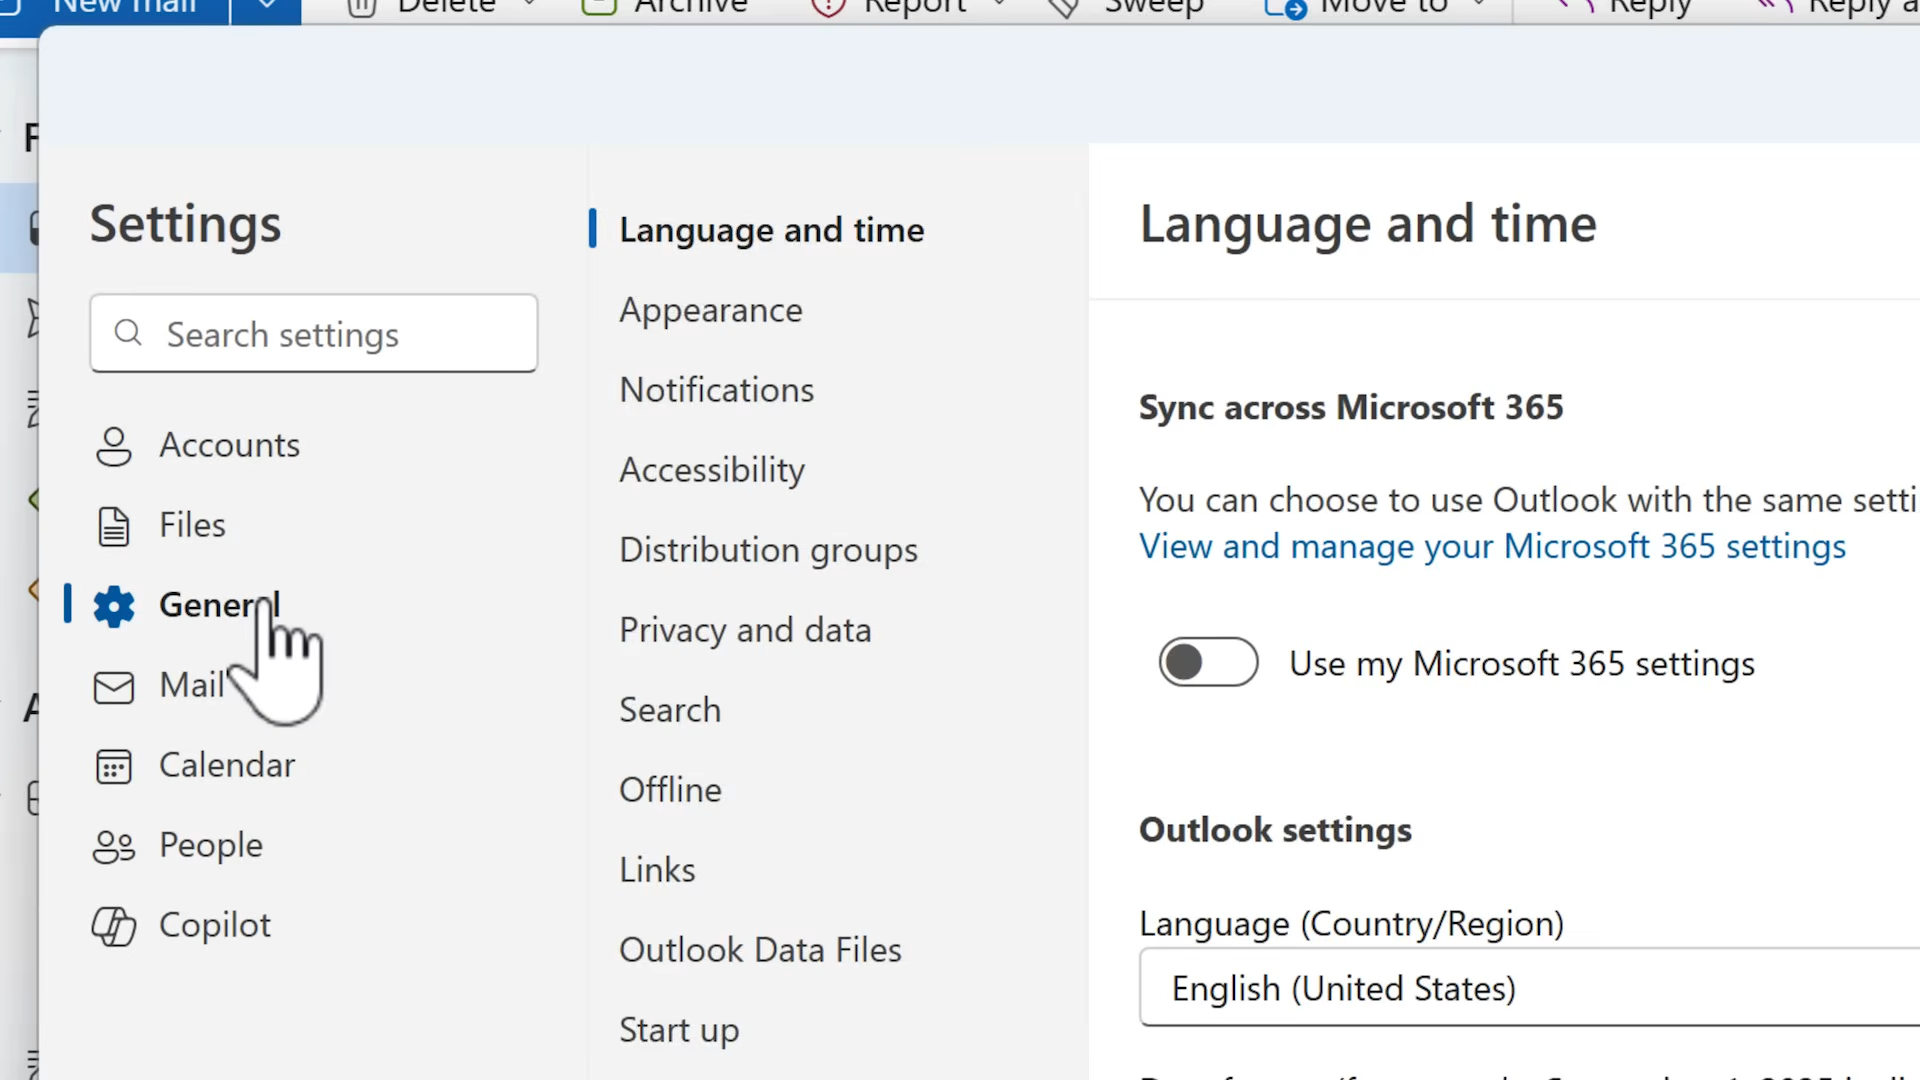 New mail
Delete
Archive
Report
Sweep
Move to
Reply
Reply a
Settings
Search settings
Accounts
Files
General
Mail
Calendar
People
Copilot
Language and time
Appearance
Notifications
Accessibility
Distribution groups
Privacy and data
Search
Offline
Links
Outlook Data Files
Start up
Language and time
Sync across Microsoft 365
You can choose to use Outlook with the same setti
View and manage your Microsoft 365 settings
Use my Microsoft 365 settings
Outlook settings
Language (Country/Region)
English (United States)